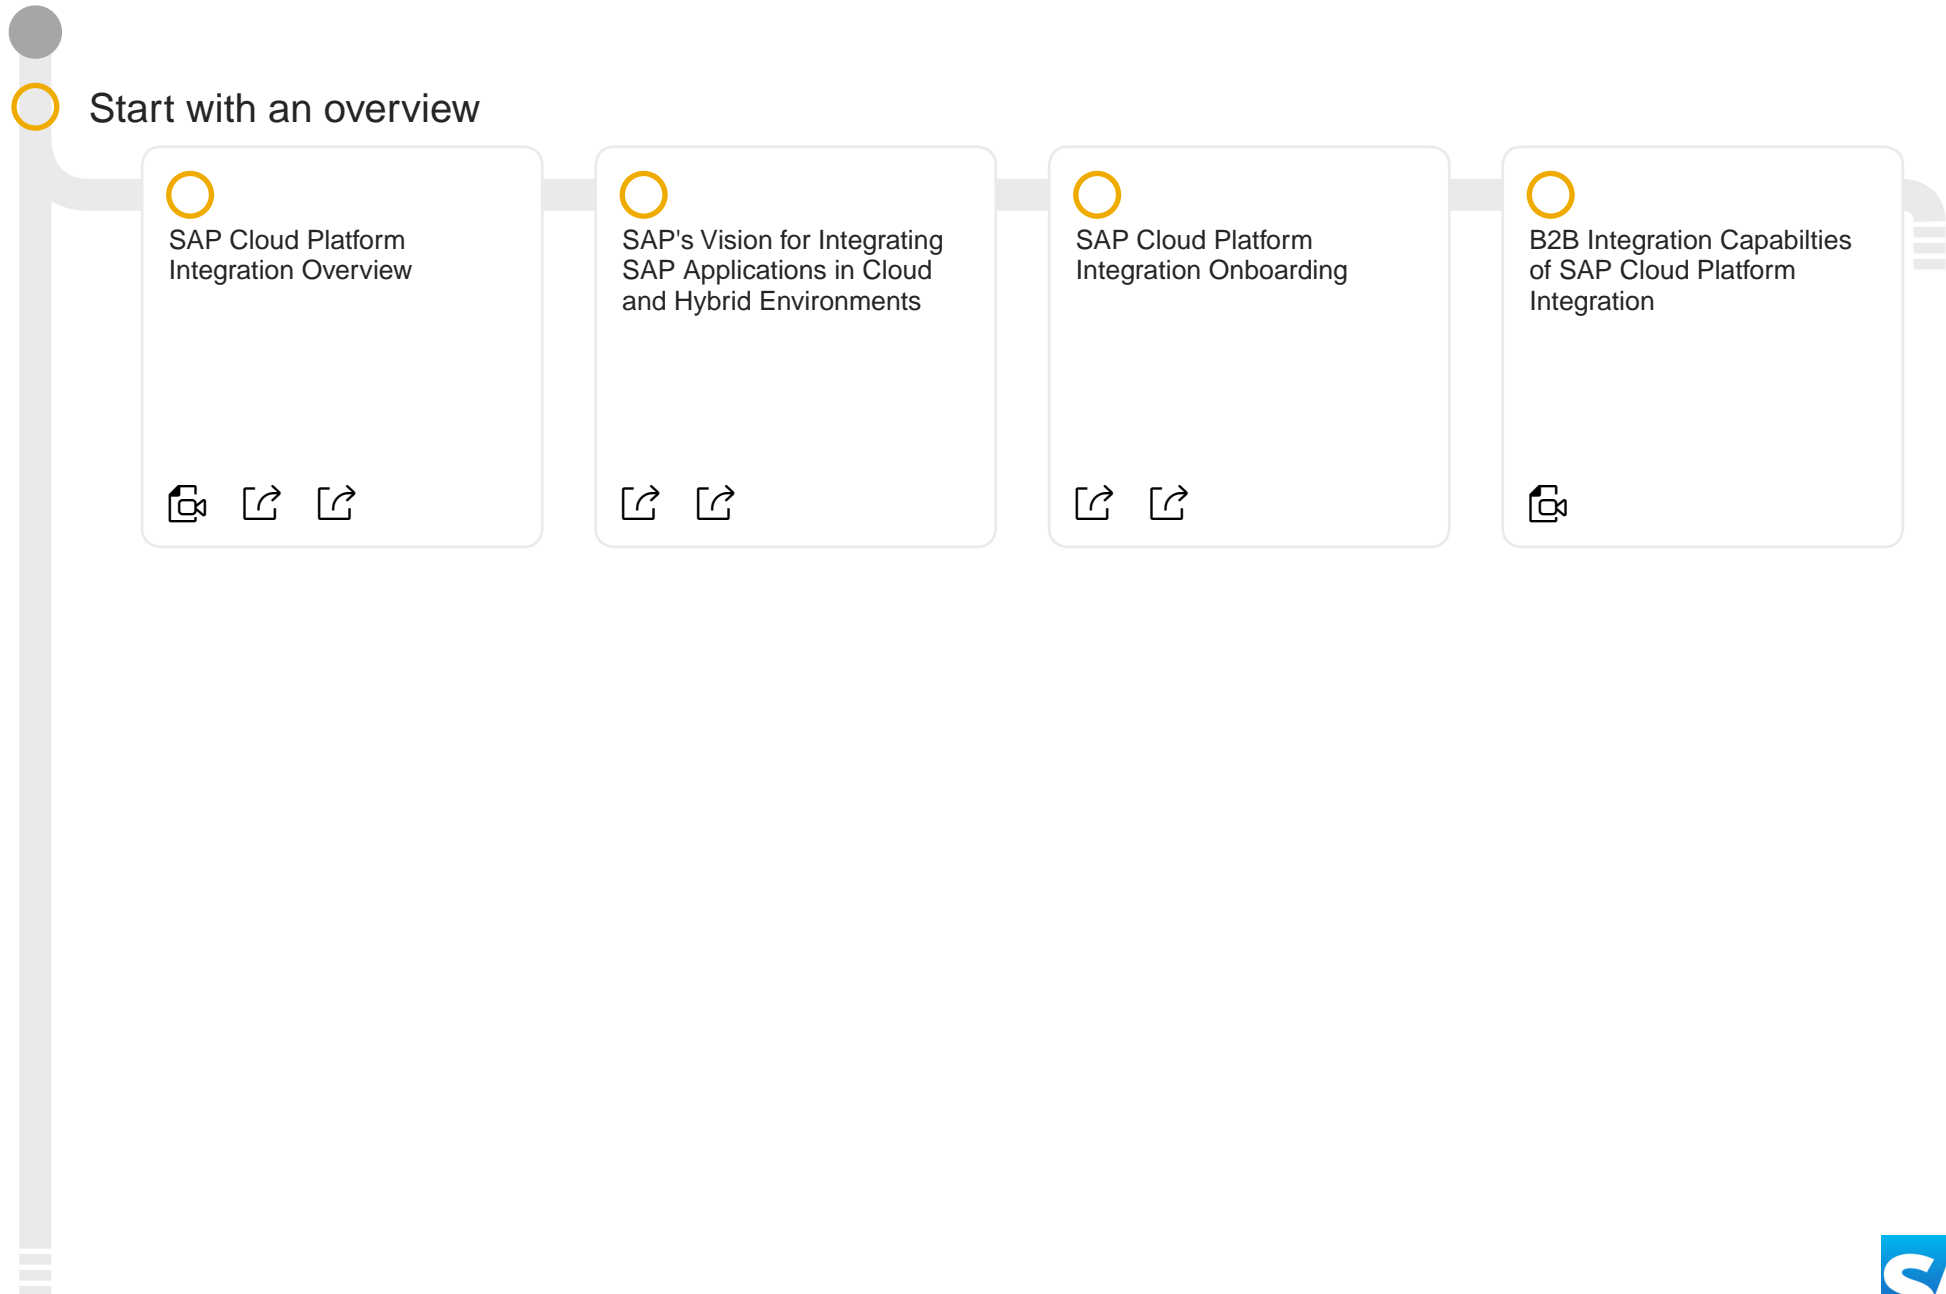 Start with an overview
SAP Cloud Platform
Integration Overview
SAP's Vision for Integrating
SAP Applications in Cloud
and Hybrid Environments
SAP Cloud Platform
Integration Onboarding
B2B Integration Capabilties
of SAP Cloud Platform
Integration